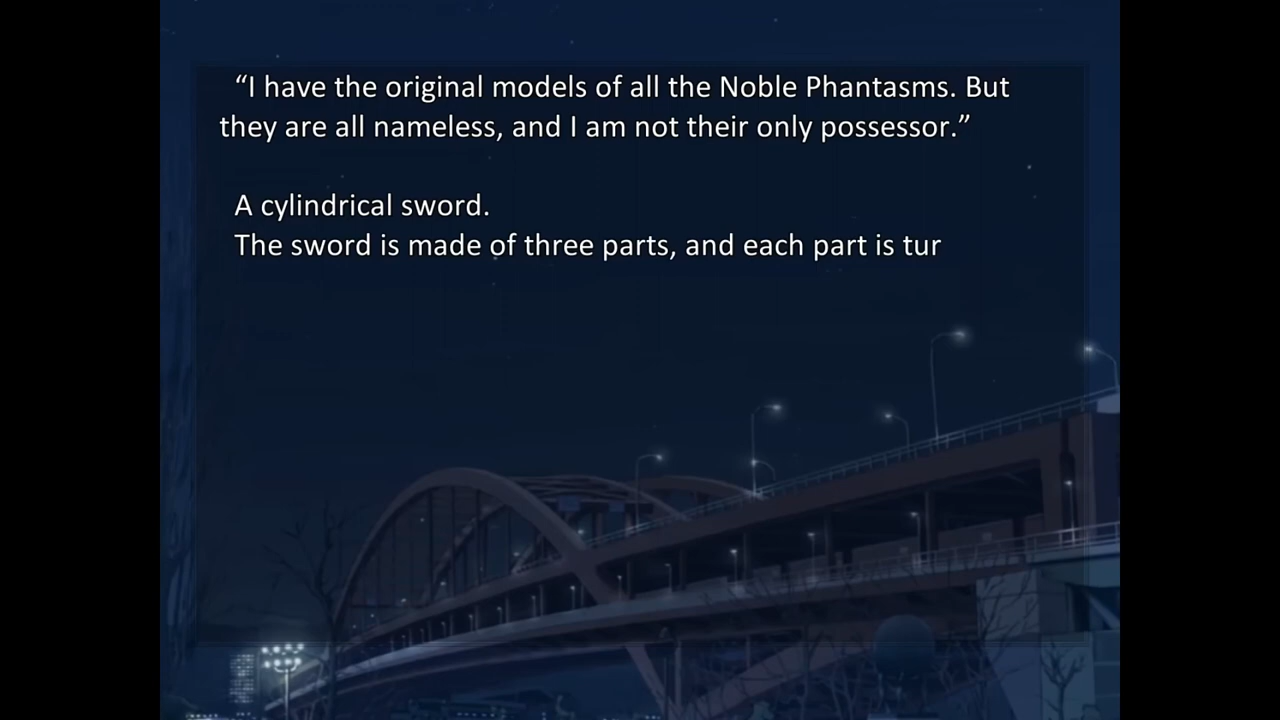 “I have the original models of all the Noble Phantasms. But
they are all nameless, and I am not their only possessor.”
A cylindrical sword.
The sword is made of three parts, and each part is tur